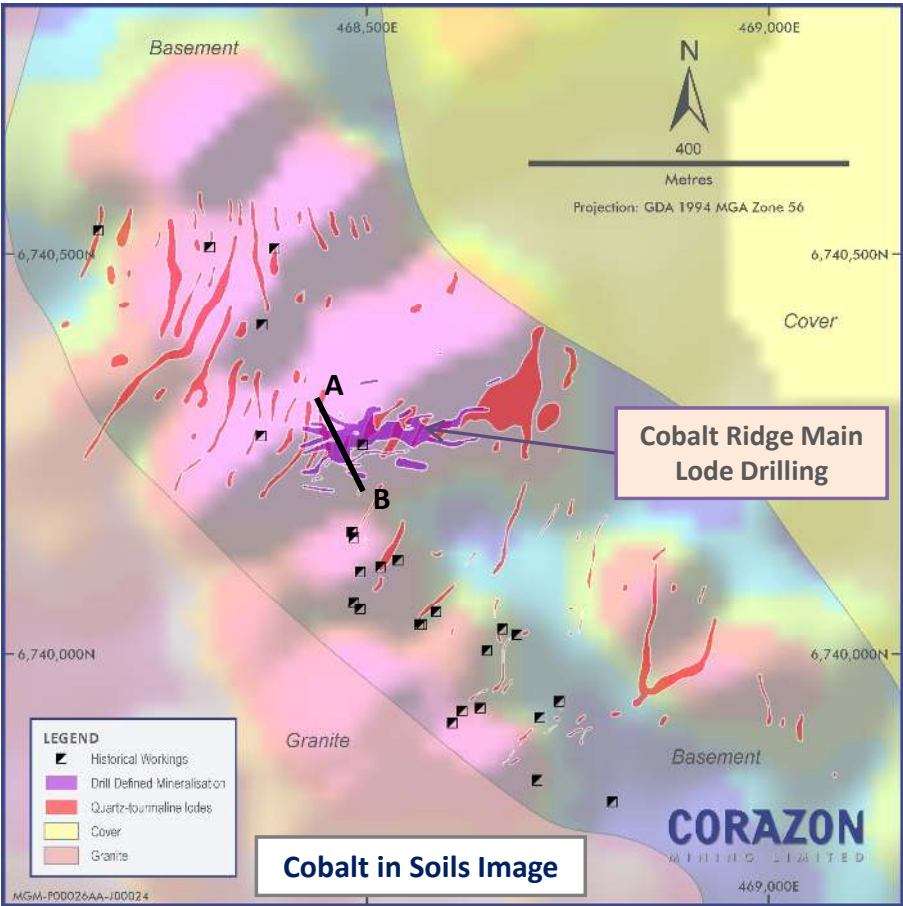 468,500E
469,000E
Basement
N
400
Metres
Projection: GDA 1994 MGA Zone 56
6,740,500N
6,740,500N
Cover
A
Cobalt Ridge Main
Lode Drilling
B
6,740,000N
6,740,000N
LEGEND
Historical Workings
Drill Defined Mineralisation
Quartz-tourmaline lodes
Cover
Granite
Granite
Basement
CORAZON
MINING LIMITED
Cobalt in Soils Image
469,000E
MGM-P00026AA-J00024